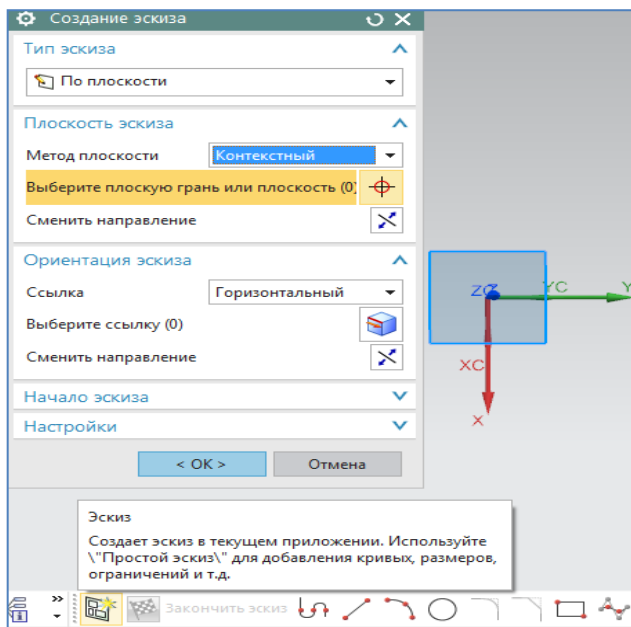 Создание эскиза
Тип эскиза
По плоскости
Плоскость эскиза
Метод плоскости Контекстный
Выберите плоскую грань или плоскость (0)
Сменить направление
Ориентация эскиза
Ссылка Горизонтальный
Выберите ссылку (0)
Сменить направление
Начало эскиза
Настройки
< OK > Отмена
YC Y
XC
X
Эскиз
Создает эскиз в текущем приложении. Используйте
\"Простой эскиз\" для добавления кривых, размеров,
ограничений и т.д.
Закончить эскиз